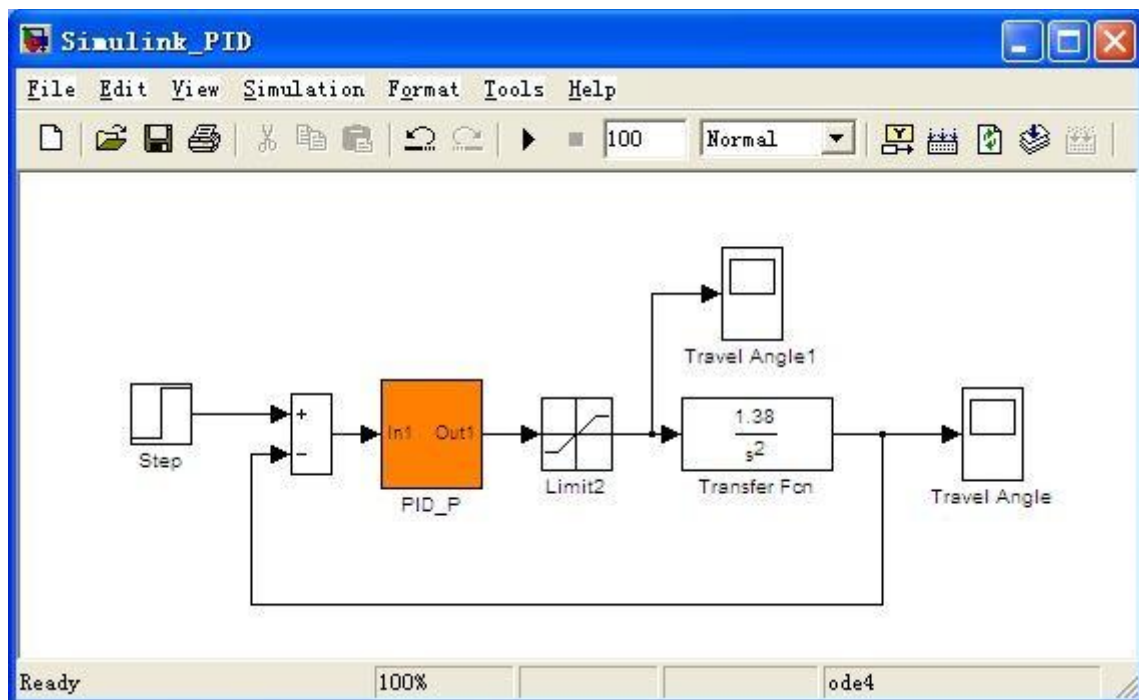 Simulink_PID
File Edit View Simulation Format Tools Help
100 Normal
Travel Angle1
+
−
Step
In1 Out1
PID_P
Limit2
1.38
s2
Transfer Fcn
Travel Angle
Ready 100% ode4